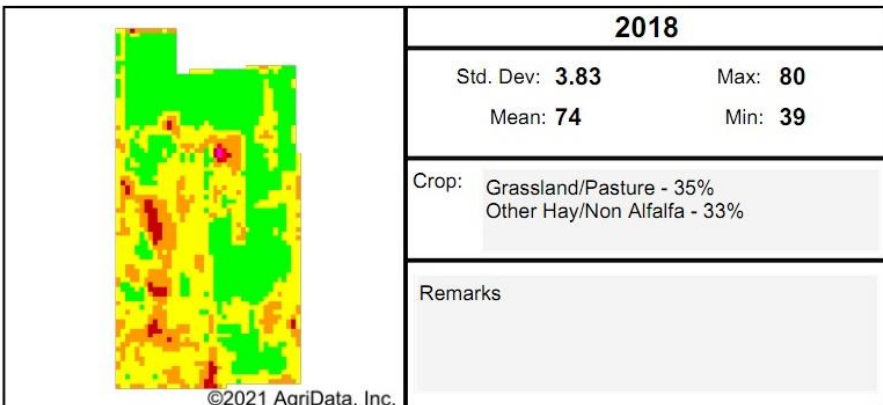 2018
Std. Dev: 3.83 Max: 80
Mean: 74 Min: 39
Crop: Grassland/Pasture - 35%
Other Hay/Non Alfalfa - 33%
Remarks
©2021 AgriData, Inc.